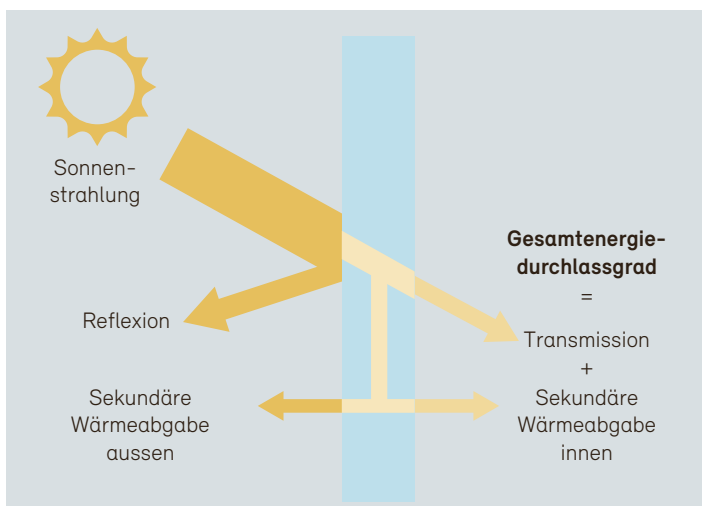 Sonnen-
strahlung
Reflexion
Sekundäre
Wärmeabgabe
aussen
Gesamtenergie-
durchlassgrad
=
Transmission
+
Sekundäre
Wärmeabgabe
innen